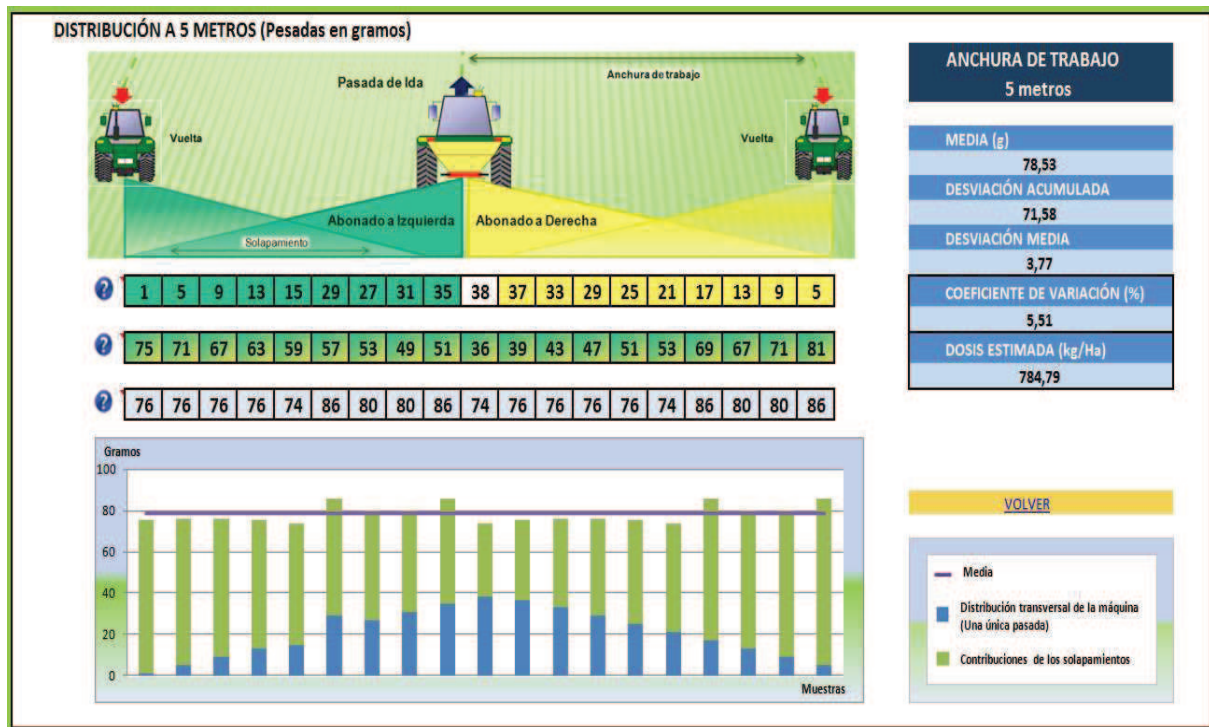 DISTRIBUCIÓN A 5 METROS (Pesadas en gramos)
Pasada de Ida
Anchura de trabajo
Vuelta
Vuelta
Abonado a Izquierda
Abonado a Derecha
Solapamiento
? 1 5 9 13 15 29 27 31 35 38 37 33 29 25 21 17 13 9 5
? 75 71 67 63 59 57 53 49 51 36 39 43 47 51 53 69 67 71 81
? 76 76 76 76 74 86 80 80 86 74 76 76 76 76 74 86 80 80 86
Gramos
100
80
60
40
20
0
Muestras
ANCHURA DE TRABAJO
5 metros
MEDIA (g)
78,53
DESVIACIÓN ACUMULADA
71,58
DESVIACIÓN MEDIA
3,77
COEFICIENTE DE VARIACIÓN (%)
5,51
DOSIS ESTIMADA (kg/Ha)
784,79
VOLVER
Media
Distribución transversal de la máquina
(Una única pasada)
Contribuciones de los solapamientos